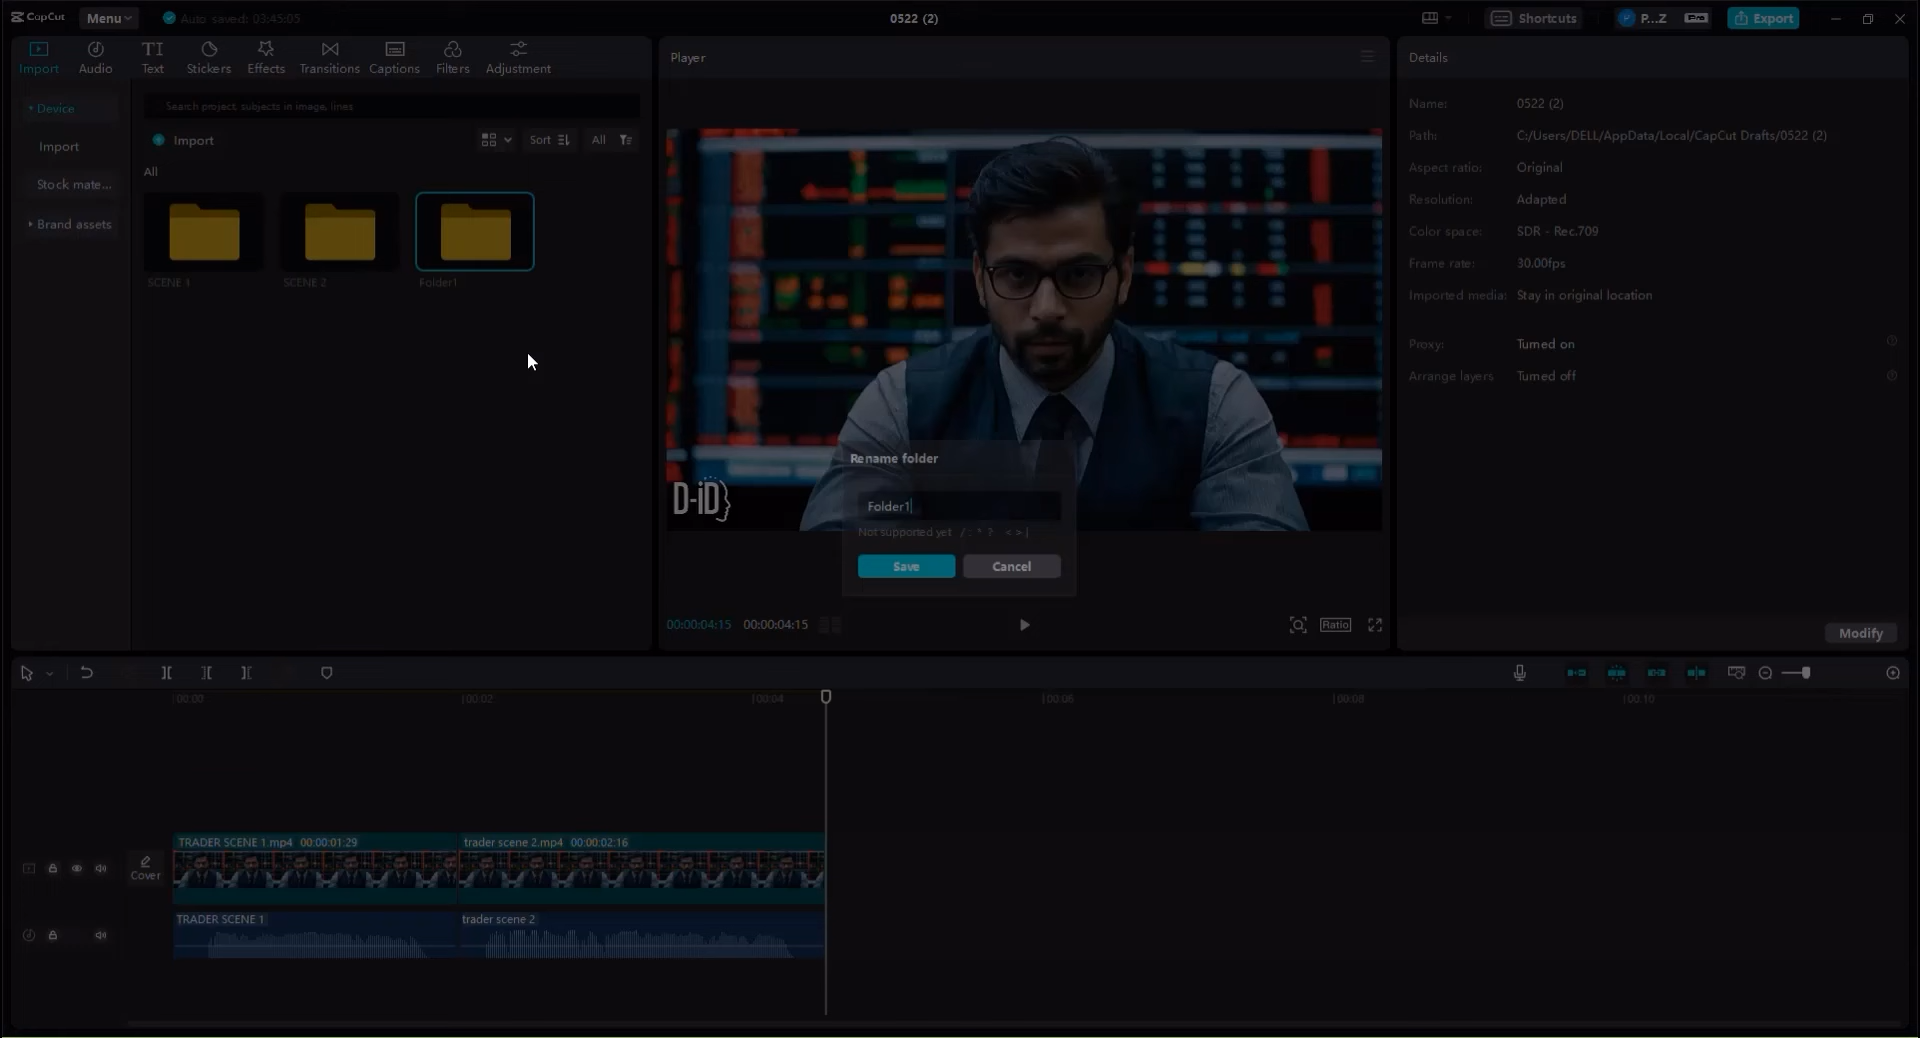 CapCut Menu Auto saved: 03:45:05 0522 (2) Shortcuts P...Z Pro Export
Import Audio Text Stickers Effects Transitions Captions Filters Adjustment
Device
Import
Stock mate...
Brand assets
Search project, subjects in image, lines
Import Sort All
All
SCENE 1 SCENE 2 Folder1
Player
D-iD
Rename folder
Folder1
Not supported yet / : * ? < > |
Save Cancel
00:00:04:15 00:00:04:15 Ratio
Details
Name: 0522 (2)
Path: C:/Users/DELL/AppData/Local/CapCut Drafts/0522 (2)
Aspect ratio: Original
Resolution: Adapted
Color space: SDR - Rec.709
Frame rate: 30.00fps
Imported media: Stay in original location
Proxy: Turned on
Arrange layers Turned off
Modify
00:00 00:02 00:04 00:06 00:08 00:10
TRADER SCENE 1.mp4 00:00:01:29 trader scene 2.mp4 00:00:02:16
Cover
TRADER SCENE 1 trader scene 2